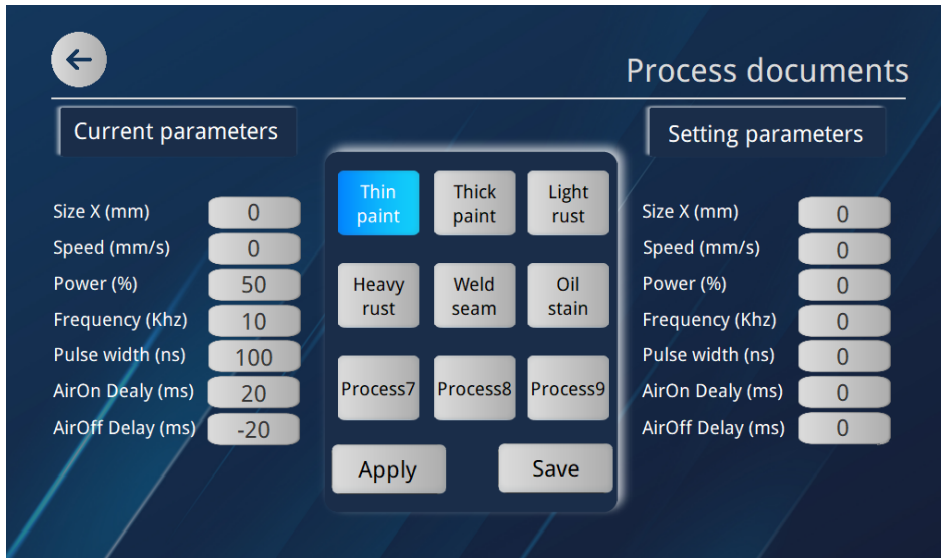 Process documents
Current parameters
Size X (mm) 0
Speed (mm/s) 0
Power (%) 50
Frequency (Khz) 10
Pulse width (ns) 100
AirOn Dealy (ms) 20
AirOff Delay (ms) -20
Thin
paint
Thick
paint
Light
rust
Heavy
rust
Weld
seam
Oil
stain
Process7
Process8
Process9
Apply
Save
Setting parameters
Size X (mm) 0
Speed (mm/s) 0
Power (%) 0
Frequency (Khz) 0
Pulse width (ns) 0
AirOn Dealy (ms) 0
AirOff Delay (ms) 0